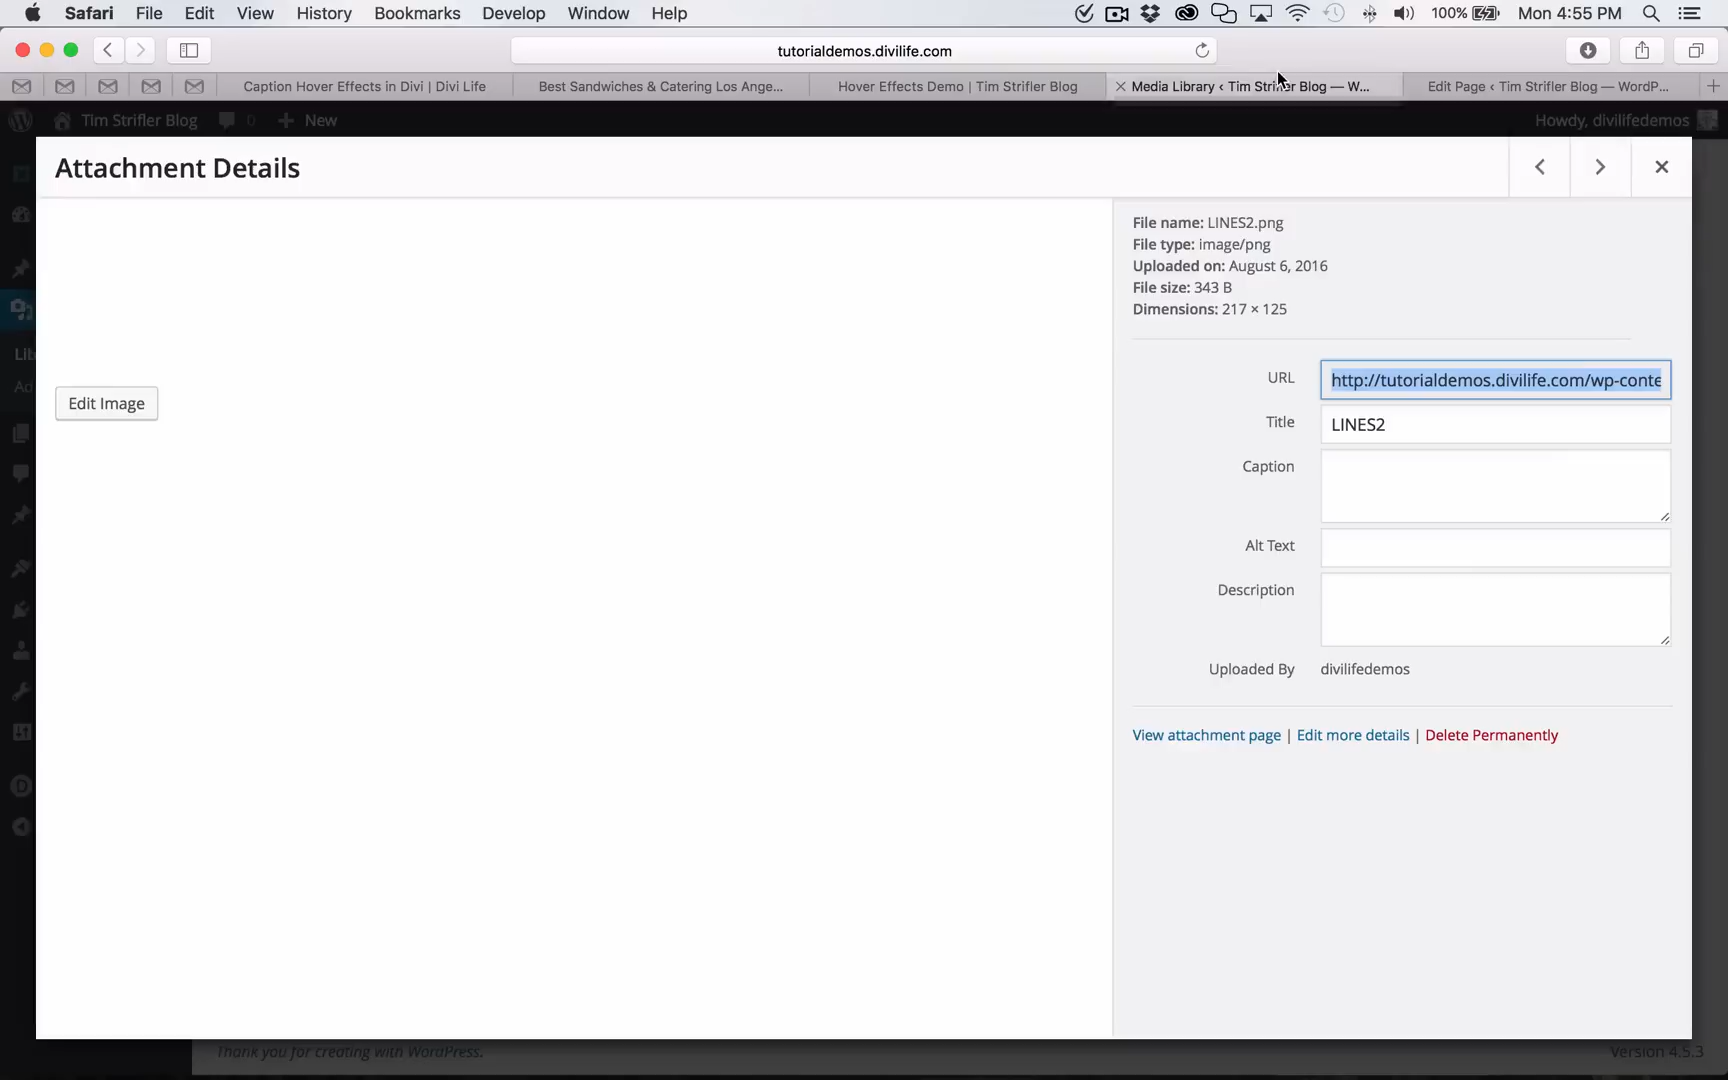 Safari File Edit View History Bookmarks Develop Window Help 100% Mon 4:55 PM
tutorialdemos.divilife.com
Caption Hover Effects in Divi | Divi Life Best Sandwiches & Catering Los Ange... Hover Effects Demo | Tim Strifler Blog Media Library ‹ Tim Strifler Blog — W... Edit Page ‹ Tim Strifler Blog — WordP...
Tim Strifler Blog 0 + New Howdy, divilifedemos
Attachment Details
File name: LINES2.png
File type: image/png
Uploaded on: August 6, 2016
File size: 343 B
Dimensions: 217 × 125
Lib
URL http://tutorialdemos.divilife.com/wp-conte
Ad
Edit Image
Title LINES2
Caption
Alt Text
Description
Uploaded By divilifedemos
View attachment page | Edit more details | Delete Permanently
Thank you for creating with WordPress. Version 4.5.3